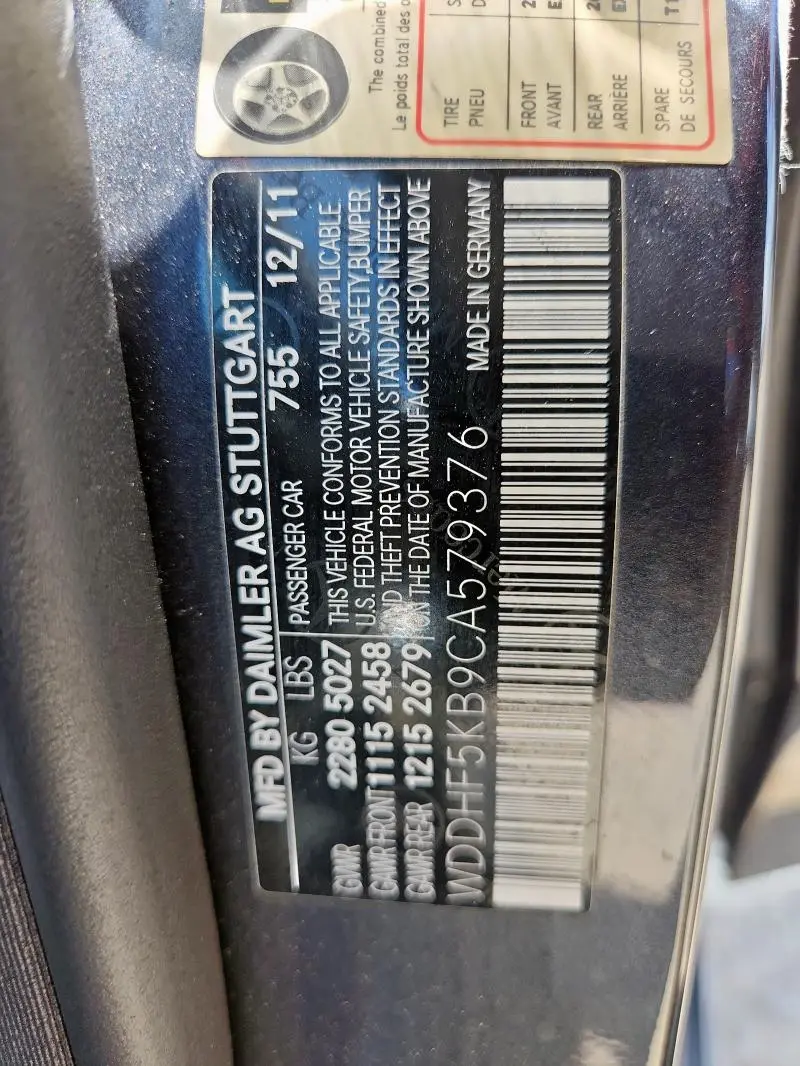 MFD BY DAIMLER AG STUTTGART
KG LBS PASSENGER CAR 755 12/11
GVWR 2280 5027 THIS VEHICLE CONFORMS TO ALL APPLICABLE
GAWR FRONT 1115 2458 U.S. FEDERAL MOTOR VEHICLE SAFETY, BUMPER
GAWR REAR 1215 2679 AND THEFT PREVENTION STANDARDS IN EFFECT
ON THE DATE OF MANUFACTURE SHOWN ABOVE
WDDHF5KB9CA579376 MADE IN GERMANY
The combined
Le poids total des o
TIRE
PNEU
FRONT
AVANT
REAR
ARRIÈRE
SPARE
DE SECOURS